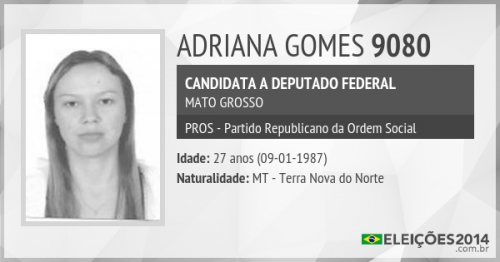 ADRIANA GOMES 9080
CANDIDATA A DEPUTADO FEDERAL
MATO GROSSO
PROS - Partido Republicano da Ordem Social
Idade: 27 anos (09-01-1987)
Naturalidade: MT - Terra Nova do Norte
ELEIÇÕES2014
.com.br